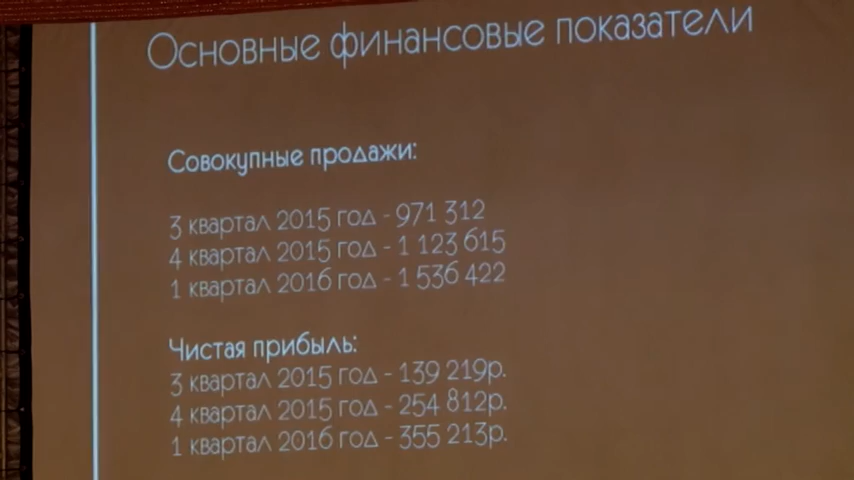 Основные финансовые показатели
Совокупные продажи:
3 квартал 2015 год - 971 312
4 квартал 2015 год - 1 123 615
1 квартал 2016 год - 1 536 422
Чистая прибыль:
3 квартал 2015 год - 139 219р.
4 квартал 2015 год - 254 812р.
1 квартал 2016 год - 355 213р.